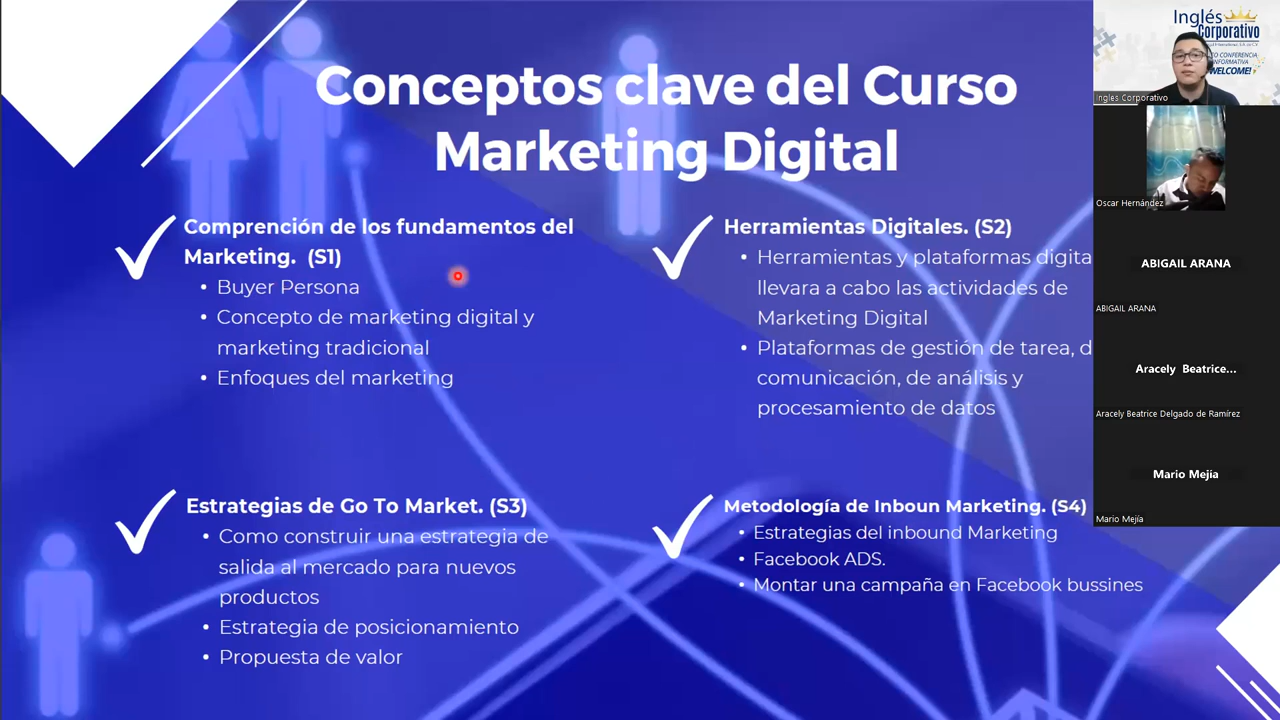 Conceptos clave del Curso
Marketing Digital
Comprención de los fundamentos del
Marketing. (S1)
• Buyer Persona
• Concepto de marketing digital y
marketing tradicional
• Enfoques del marketing
Herramientas Digitales. (S2)
• Herramientas y plataformas digita
llevara a cabo las actividades de
Marketing Digital
• Plataformas de gestión de tarea, d
comunicación, de análisis y
procesamiento de datos
Estrategias de Go To Market. (S3)
• Como construir una estrategia de
salida al mercado para nuevos
productos
• Estrategia de posicionamiento
• Propuesta de valor
Metodología de Inboun Marketing. (S4)
• Estrategias del inbound Marketing
• Facebook ADS.
• Montar una campaña en Facebook bussines
Inglés
Corporativo
CONFERENCIA
WELCOME!
Ingles Corporativo
Oscar Hernández
ABIGAIL ARANA
ABIGAIL ARANA
Aracely Beatrice...
Aracely Beatrice Delgado de Ramírez
Mario Mejía
Mario Mejía